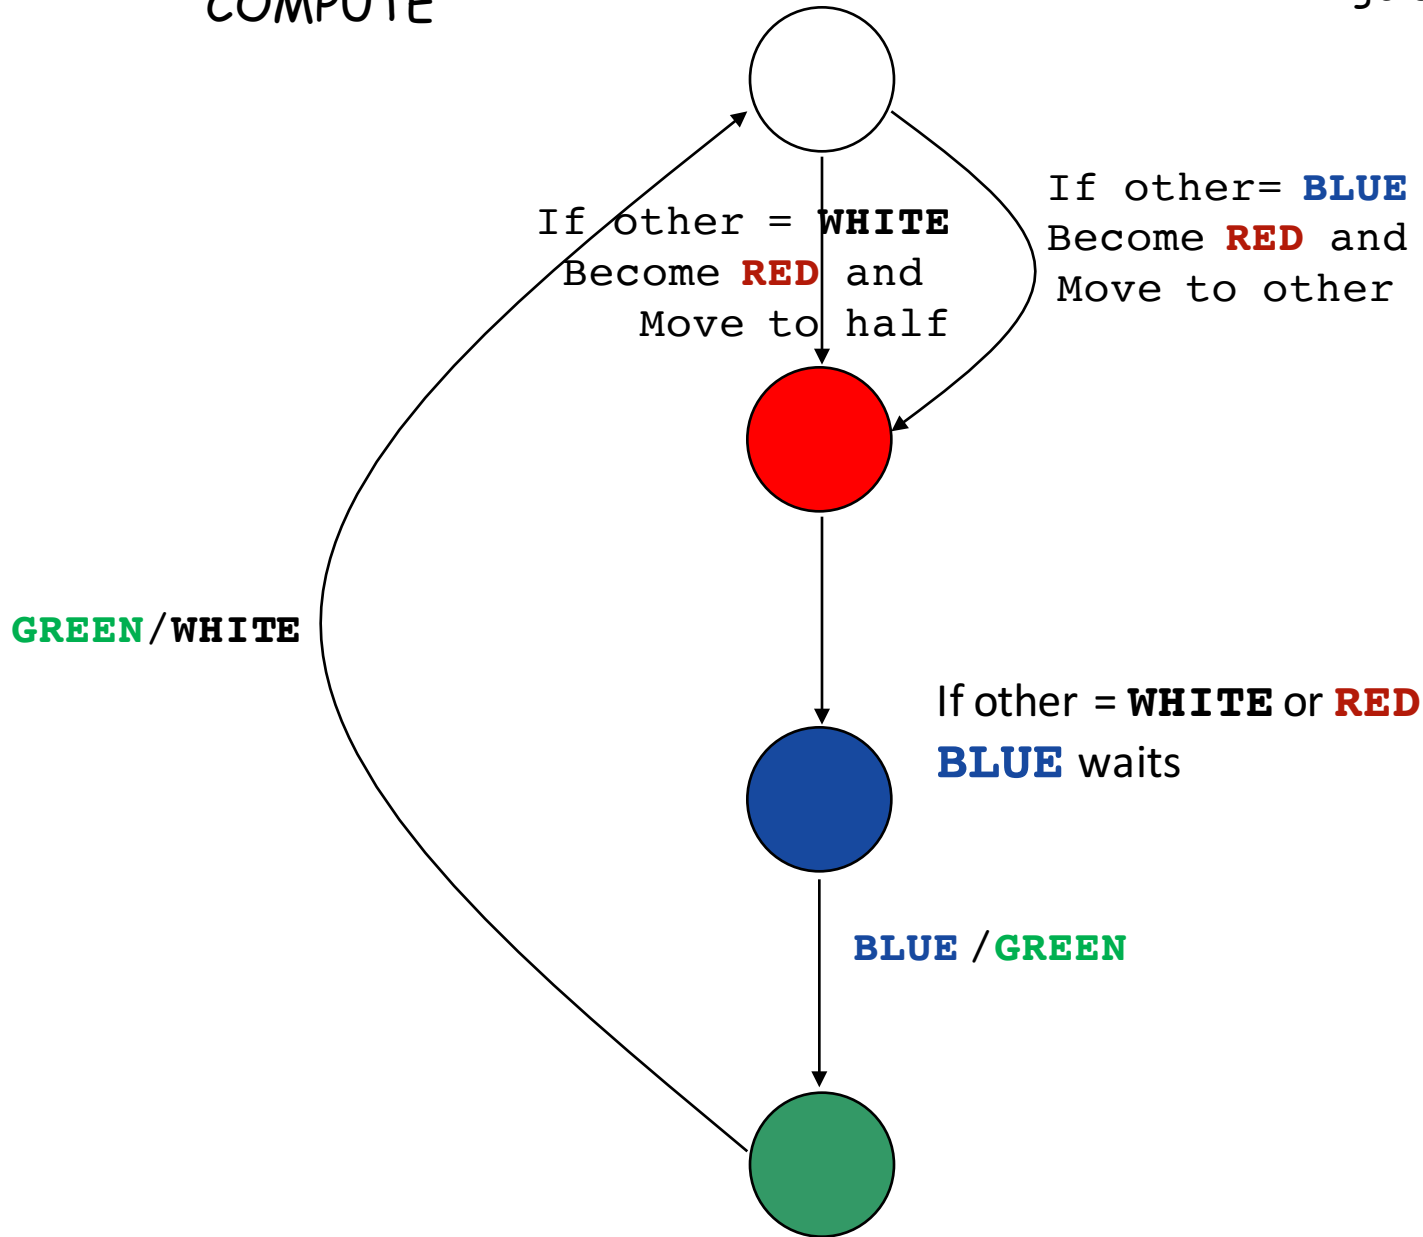 COMPUTE
If other= BLUE
Become RED and
Move to other
If other = WHITE
Become RED and
Move to half
GREEN/WHITE
If other = WHITE or RED
BLUE waits
BLUE /GREEN